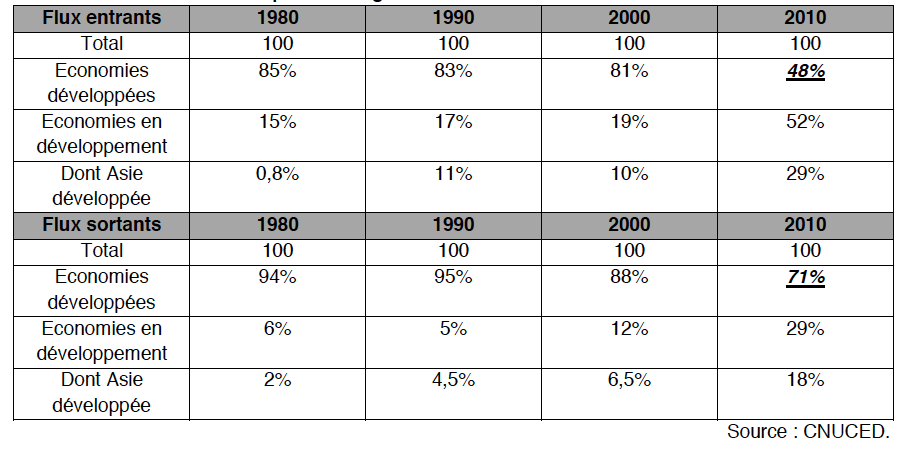 Flux entrants 1980 1990 2000 2010
Total 100 100 100 100
Economies développées 85% 83% 81% 48%
Economies en développement 15% 17% 19% 52%
Dont Asie développée 0,8% 11% 10% 29%
Flux sortants 1980 1990 2000 2010
Total 100 100 100 100
Economies développées 94% 95% 88% 71%
Economies en développement 6% 5% 12% 29%
Dont Asie développée 2% 4,5% 6,5% 18%
Source : CNUCED.